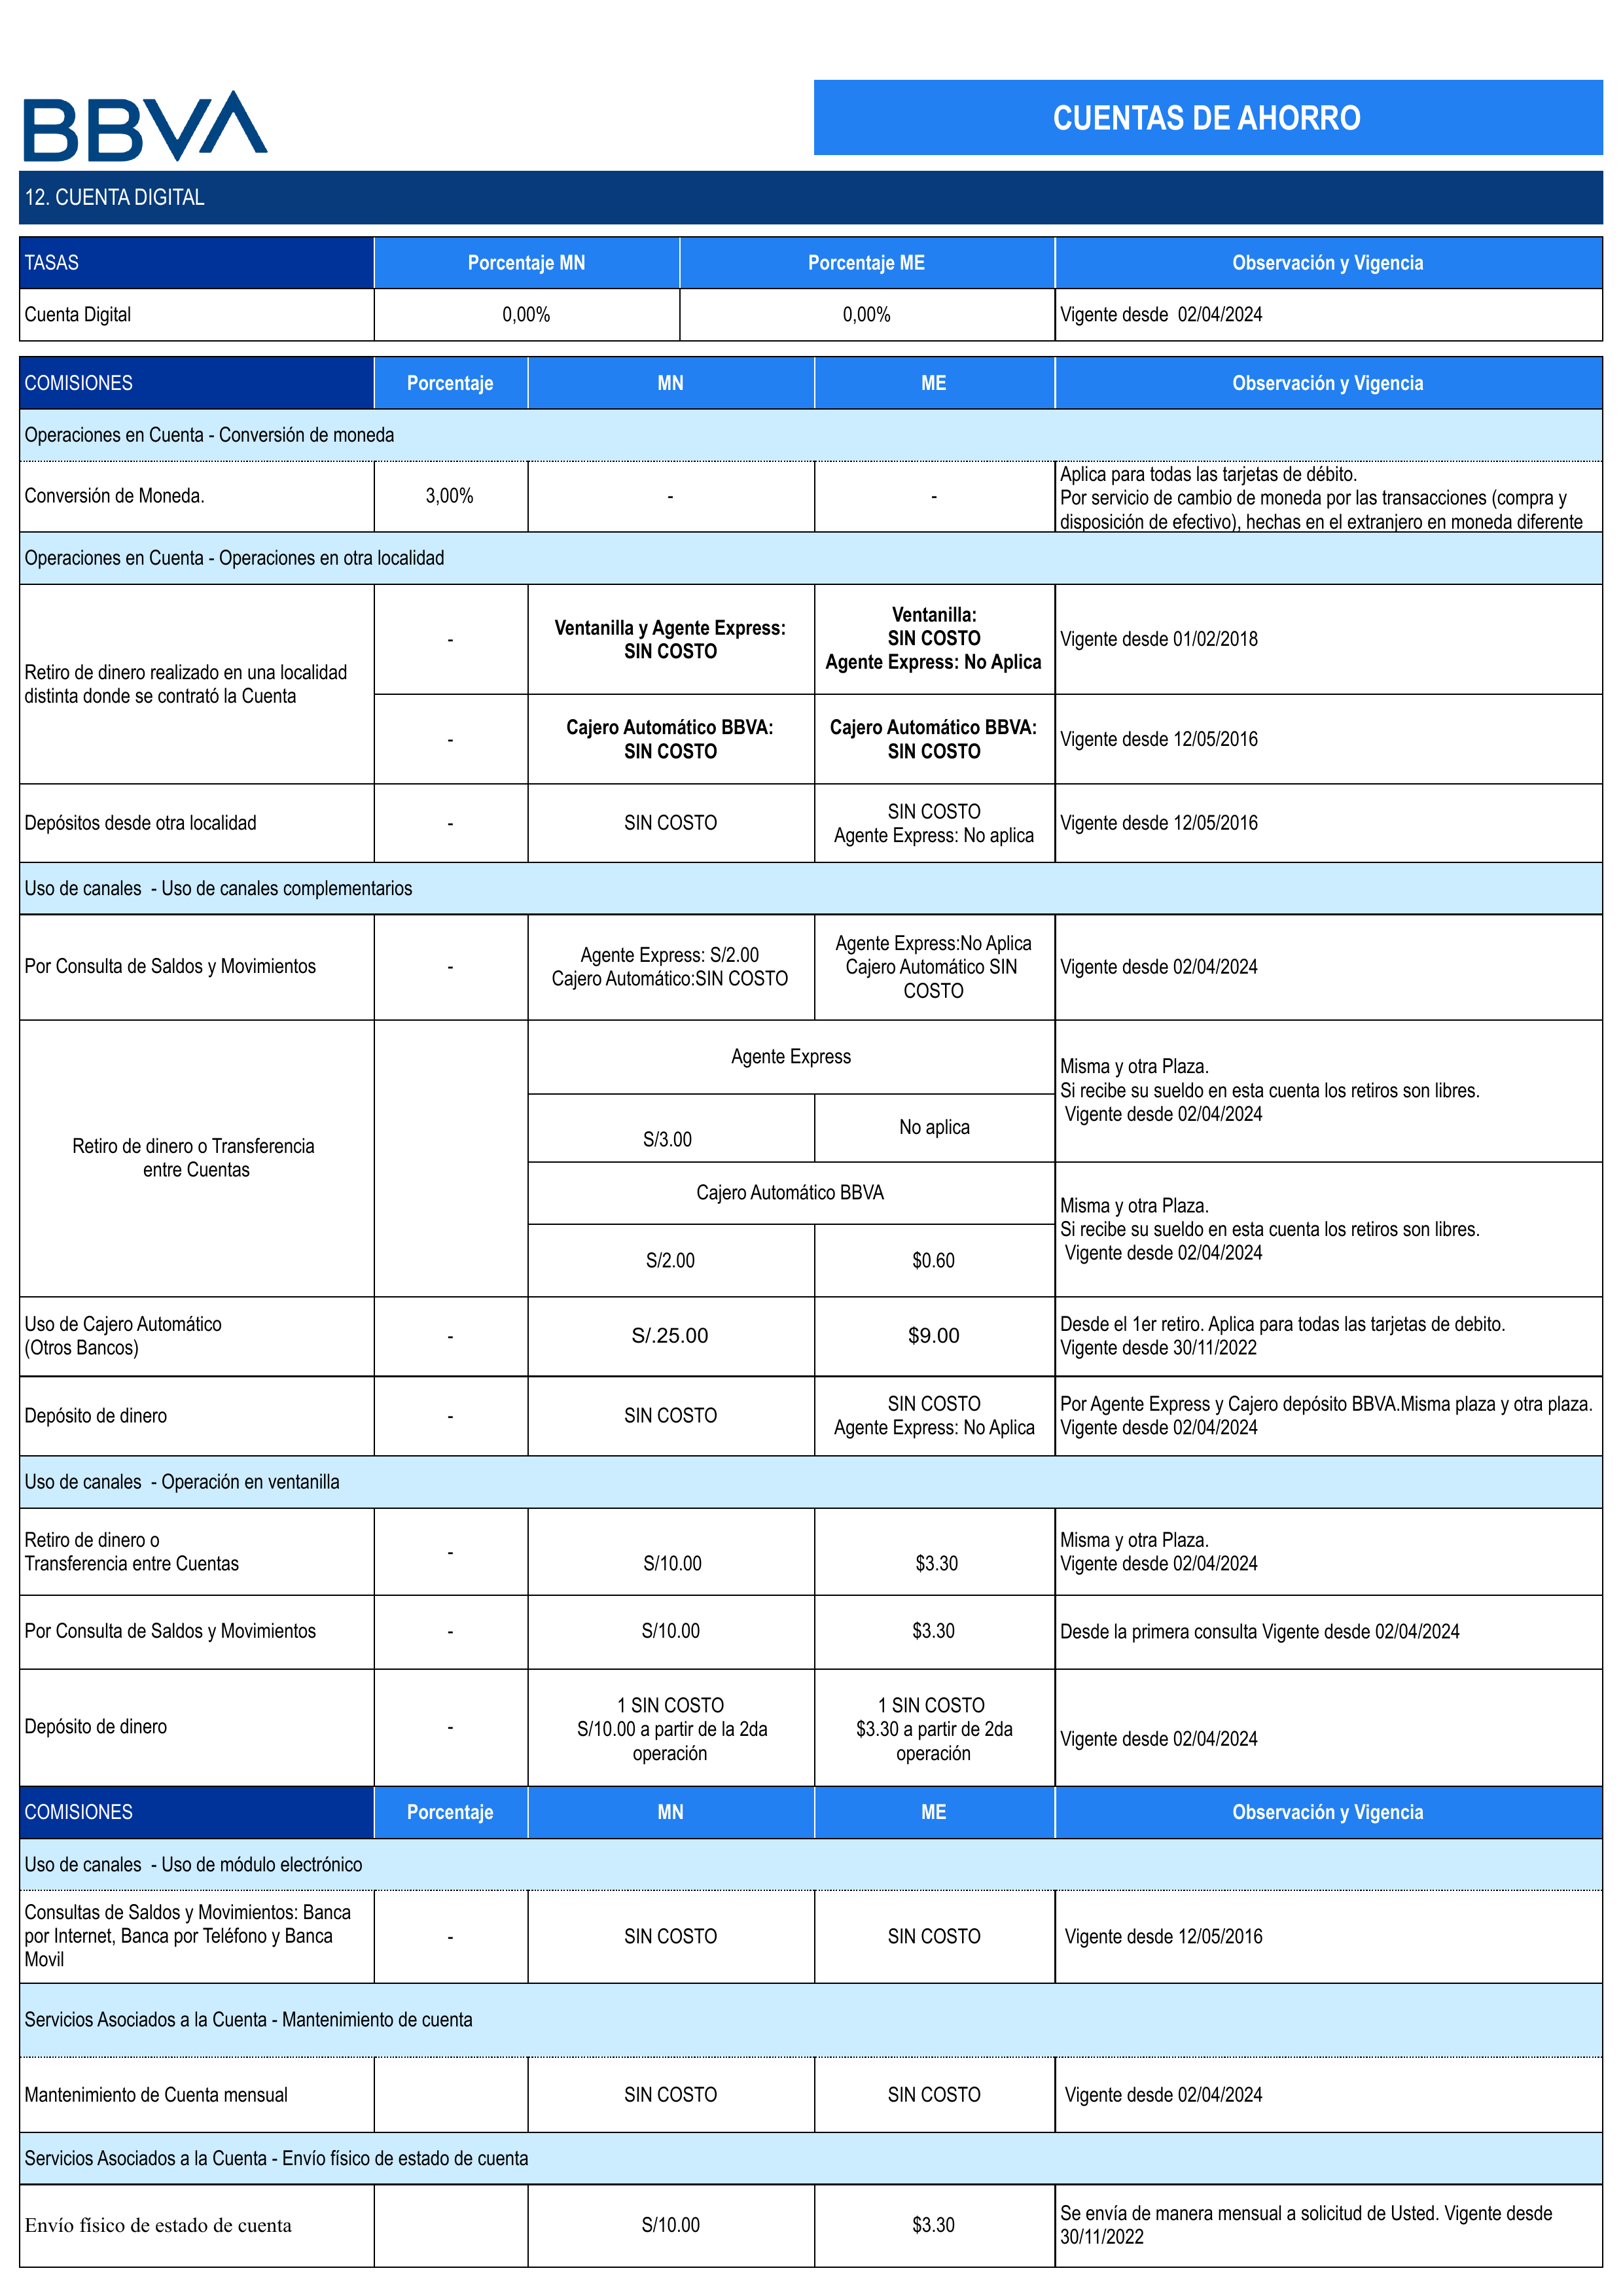 BBVA
CUENTAS DE AHORRO
12. CUENTA DIGITAL
TASAS
Porcentaje MN
Porcentaje ME
Observación y Vigencia
Cuenta Digital
0,00%
0,00%
Vigente desde  02/04/2024
COMISIONES
Porcentaje
MN
ME
Observación y Vigencia
Operaciones en Cuenta - Conversión de moneda
Conversión de Moneda.
3,00%
-
-
Aplica para todas las tarjetas de débito.
Por servicio de cambio de moneda por las transacciones (compra y
disposición de efectivo), hechas en el extranjero en moneda diferente
Operaciones en Cuenta - Operaciones en otra localidad
Retiro de dinero realizado en una localidad
distinta donde se contrató la Cuenta
-
Ventanilla y Agente Express:
SIN COSTO
Ventanilla:
SIN COSTO
Agente Express: No Aplica
Vigente desde 01/02/2018
-
Cajero Automático BBVA:
SIN COSTO
Cajero Automático BBVA:
SIN COSTO
Vigente desde 12/05/2016
Depósitos desde otra localidad
-
SIN COSTO
SIN COSTO
Agente Express: No aplica
Vigente desde 12/05/2016
Uso de canales  - Uso de canales complementarios
Por Consulta de Saldos y Movimientos
-
Agente Express: S/2.00
Cajero Automático:SIN COSTO
Agente Express:No Aplica
Cajero Automático SIN
COSTO
Vigente desde 02/04/2024
Retiro de dinero o Transferencia
entre Cuentas
Agente Express
S/3.00
No aplica
Misma y otra Plaza.
Si recibe su sueldo en esta cuenta los retiros son libres.
Vigente desde 02/04/2024
Cajero Automático BBVA
S/2.00
$0.60
Misma y otra Plaza.
Si recibe su sueldo en esta cuenta los retiros son libres.
Vigente desde 02/04/2024
Uso de Cajero Automático
(Otros Bancos)
-
S/.25.00
$9.00
Desde el 1er retiro. Aplica para todas las tarjetas de debito.
Vigente desde 30/11/2022
Depósito de dinero
-
SIN COSTO
SIN COSTO
Agente Express: No Aplica
Por Agente Express y Cajero depósito BBVA.Misma plaza y otra plaza.
Vigente desde 02/04/2024
Uso de canales  - Operación en ventanilla
Retiro de dinero o
Transferencia entre Cuentas
-
S/10.00
$3.30
Misma y otra Plaza.
Vigente desde 02/04/2024
Por Consulta de Saldos y Movimientos
-
S/10.00
$3.30
Desde la primera consulta Vigente desde 02/04/2024
Depósito de dinero
-
1 SIN COSTO
S/10.00 a partir de la 2da
operación
1 SIN COSTO
$3.30 a partir de 2da
operación
Vigente desde 02/04/2024
COMISIONES
Porcentaje
MN
ME
Observación y Vigencia
Uso de canales  - Uso de módulo electrónico
Consultas de Saldos y Movimientos: Banca
por Internet, Banca por Teléfono y Banca
Movil
-
SIN COSTO
SIN COSTO
Vigente desde 12/05/2016
Servicios Asociados a la Cuenta - Mantenimiento de cuenta
Mantenimiento de Cuenta mensual
SIN COSTO
SIN COSTO
Vigente desde 02/04/2024
Servicios Asociados a la Cuenta - Envío físico de estado de cuenta
Envío físico de estado de cuenta
S/10.00
$3.30
Se envía de manera mensual a solicitud de Usted. Vigente desde
30/11/2022